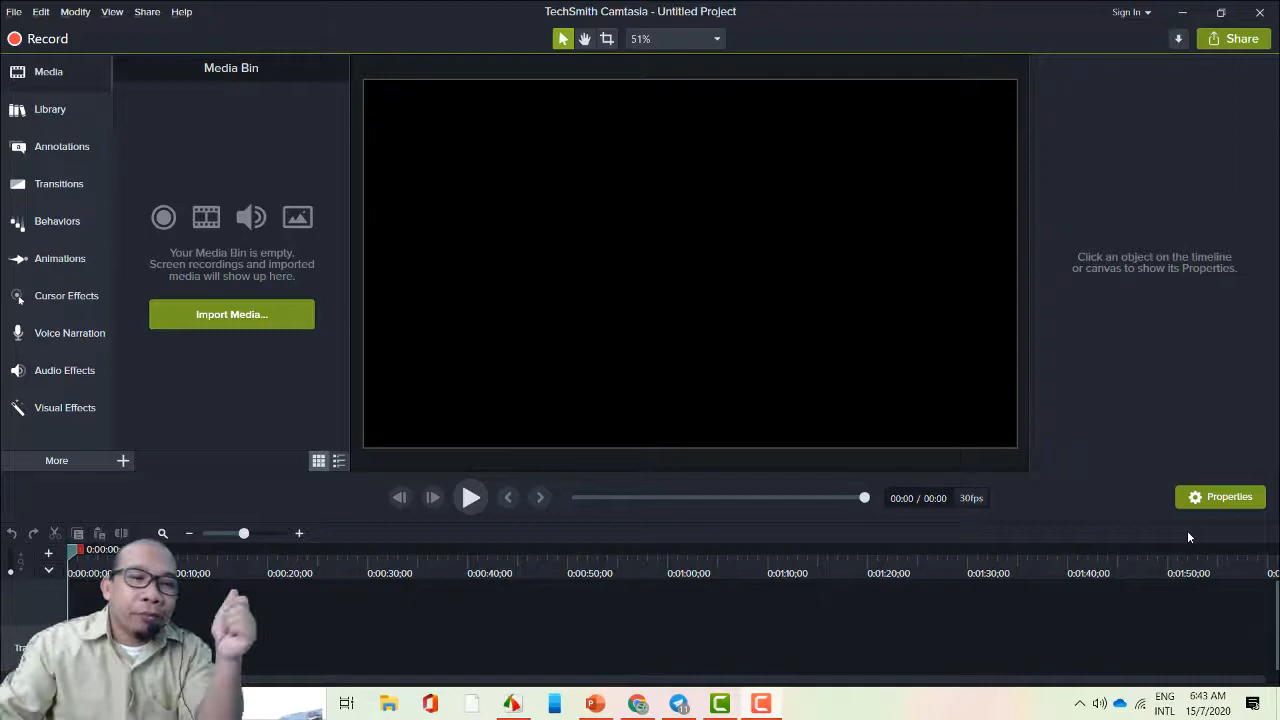 File Edit Modify View Share Help
TechSmith Camtasia - Untitled Project
Sign In
Record
51%
Share
Media
Media Bin
Library
Annotations
Transitions
Behaviors
Animations
Cursor Effects
Voice Narration
Audio Effects
Visual Effects
More
Your Media Bin is empty.
Screen recordings and imported
media will show up here.
Import Media...
Click an object on the timeline
or canvas to show its Properties.
00:00 / 00:00
30fps
Properties
0:00:00;00 0:00:20;00 0:00:30;00 0:00:40;00 0:00:50;00 0:01:00;00 0:01:10;00 0:01:20;00 0:01:30;00 0:01:40;00 0:01:50;00
ENG
INTL
6:43 AM
15/7/2020